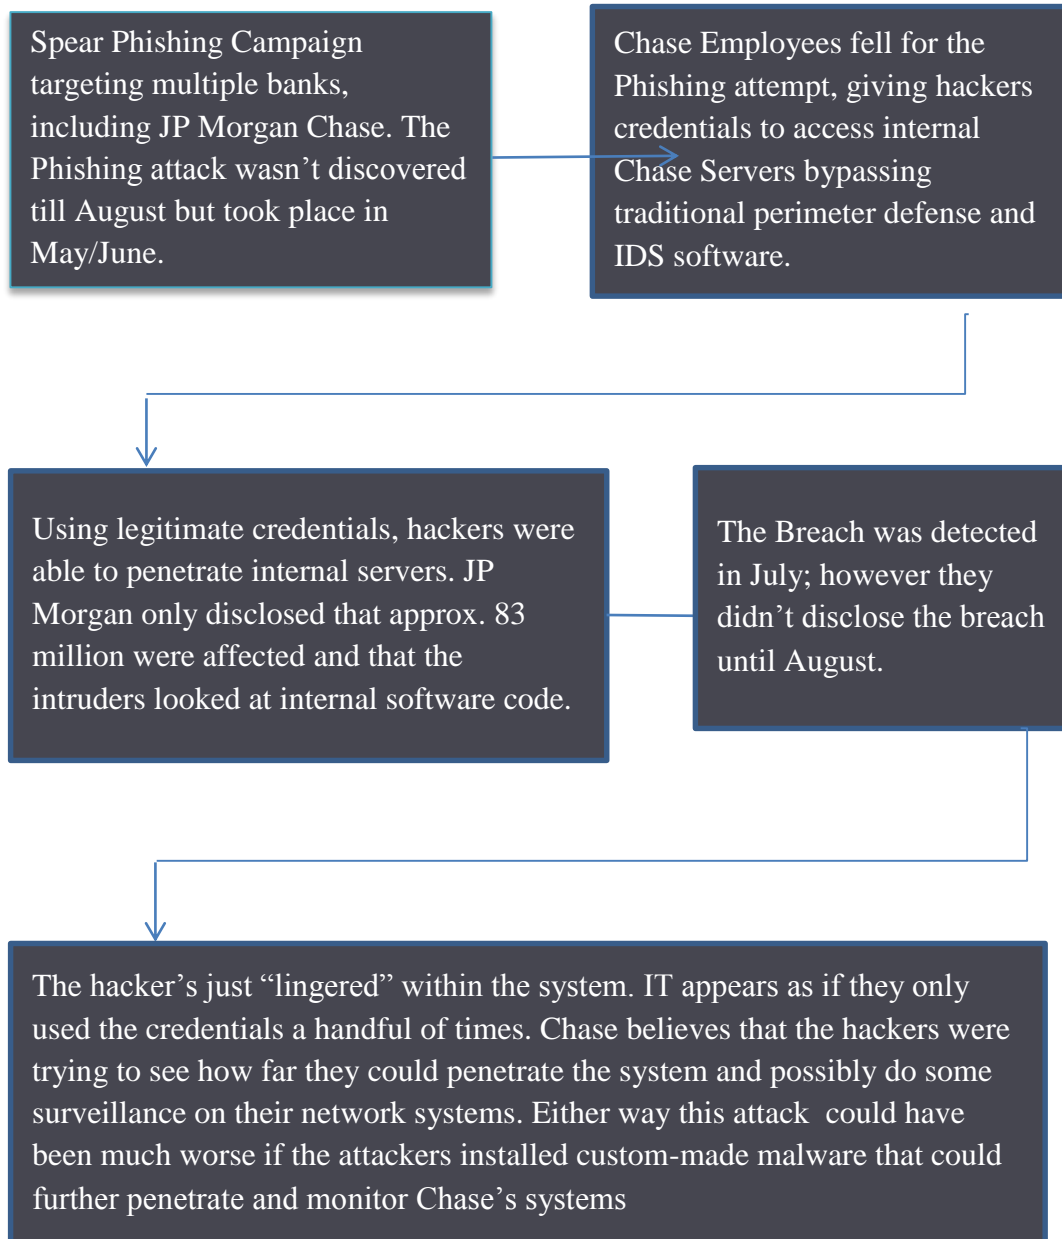 Spear Phishing Campaign
targeting multiple banks,
including JP Morgan Chase. The
Phishing attack wasn’t discovered
till August but took place in
May/June.
Chase Employees fell for the
Phishing attempt, giving hackers
credentials to access internal
Chase Servers bypassing
traditional perimeter defense and
IDS software.
Using legitimate credentials, hackers were
able to penetrate internal servers. JP
Morgan only disclosed that approx. 83
million were affected and that the
intruders looked at internal software code.
The Breach was detected
in July; however they
didn’t disclose the breach
until August.
The hacker’s just “lingered” within the system. IT appears as if they only
used the credentials a handful of times. Chase believes that the hackers were
trying to see how far they could penetrate the system and possibly do some
surveillance on their network systems. Either way this attack could have
been much worse if the attackers installed custom-made malware that could
further penetrate and monitor Chase’s systems